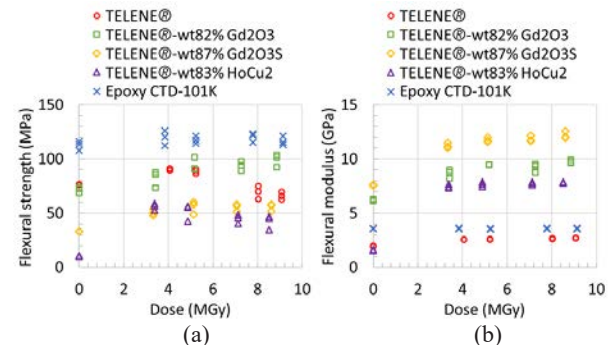 TELENE®
TELENE®-wt82% Gd2O3
TELENE®-wt87% Gd2O3S
TELENE®-wt83% HoCu2
Epoxy CTD-101K
150
100
50
0
Flexural strength (MPa)
0 2 4 6 8 10
Dose (MGy)
(a)
TELENE®
TELENE®-wt82% Gd2O3
TELENE®-wt87% Gd2O3S
TELENE®-wt83% HoCu2
Epoxy CTD-101K
15
10
5
0
Flexural modulus (GPa)
0 2 4 6 8 10
Dose (MGy)
(b)